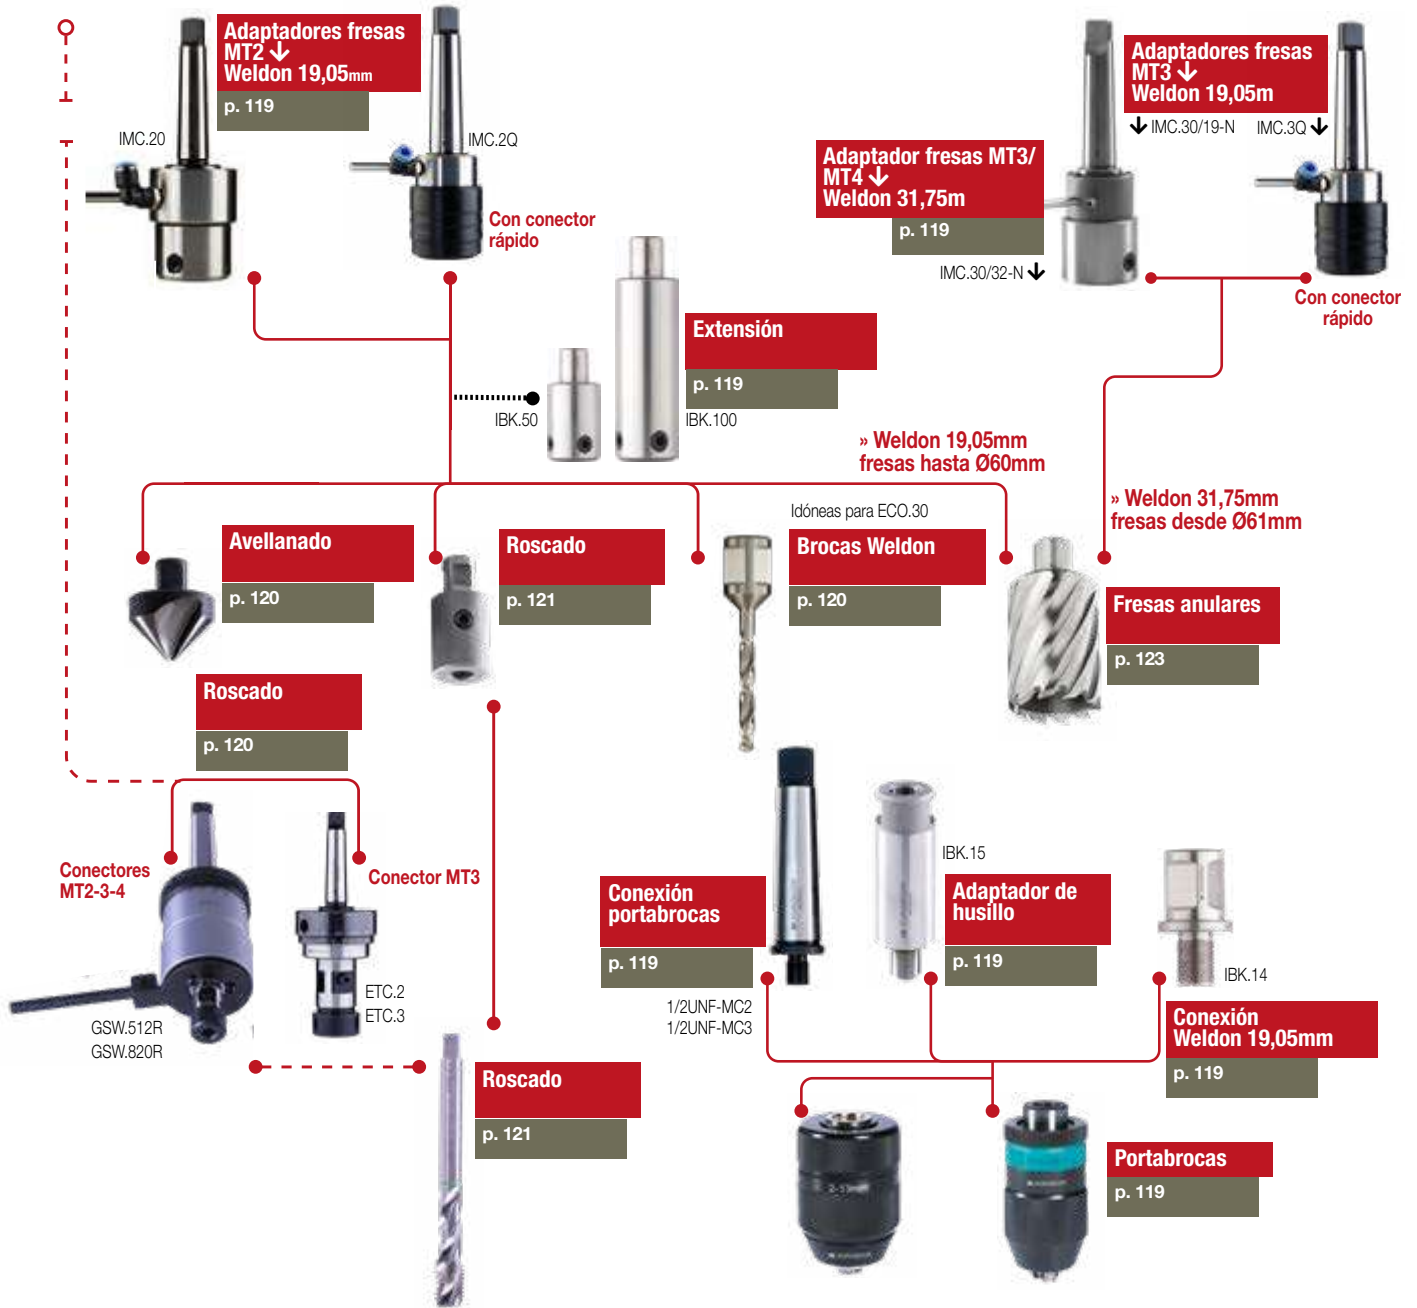 Adaptadores fresas
MT2 ↓
Weldon 19,05mm
p. 119
IMC.20
IMC.2Q
Con conector
rápido
Adaptadores fresas
MT3 ↓
Weldon 19,05m
↓ IMC.30/19-N
IMC.3Q ↓
Adaptador fresas MT3/
MT4 ↓
Weldon 31,75m
p. 119
IMC.30/32-N ↓
Con conector
rápido
Extensión
p. 119
IBK.50
IBK.100
» Weldon 19,05mm
fresas hasta Ø60mm
» Weldon 31,75mm
fresas desde Ø61mm
Avellanado
p. 120
Roscado
p. 121
Idóneas para ECO.30
Brocas Weldon
p. 120
Fresas anulares
p. 123
Roscado
p. 120
Conectores
MT2-3-4
Conector MT3
GSW.512R
GSW.820R
ETC.2
ETC.3
Conexión
portabrocas
p. 119
1/2UNF-MC2
1/2UNF-MC3
IBK.15
Adaptador de
husillo
p. 119
IBK.14
Conexión
Weldon 19,05mm
p. 119
Roscado
p. 121
Portabrocas
p. 119